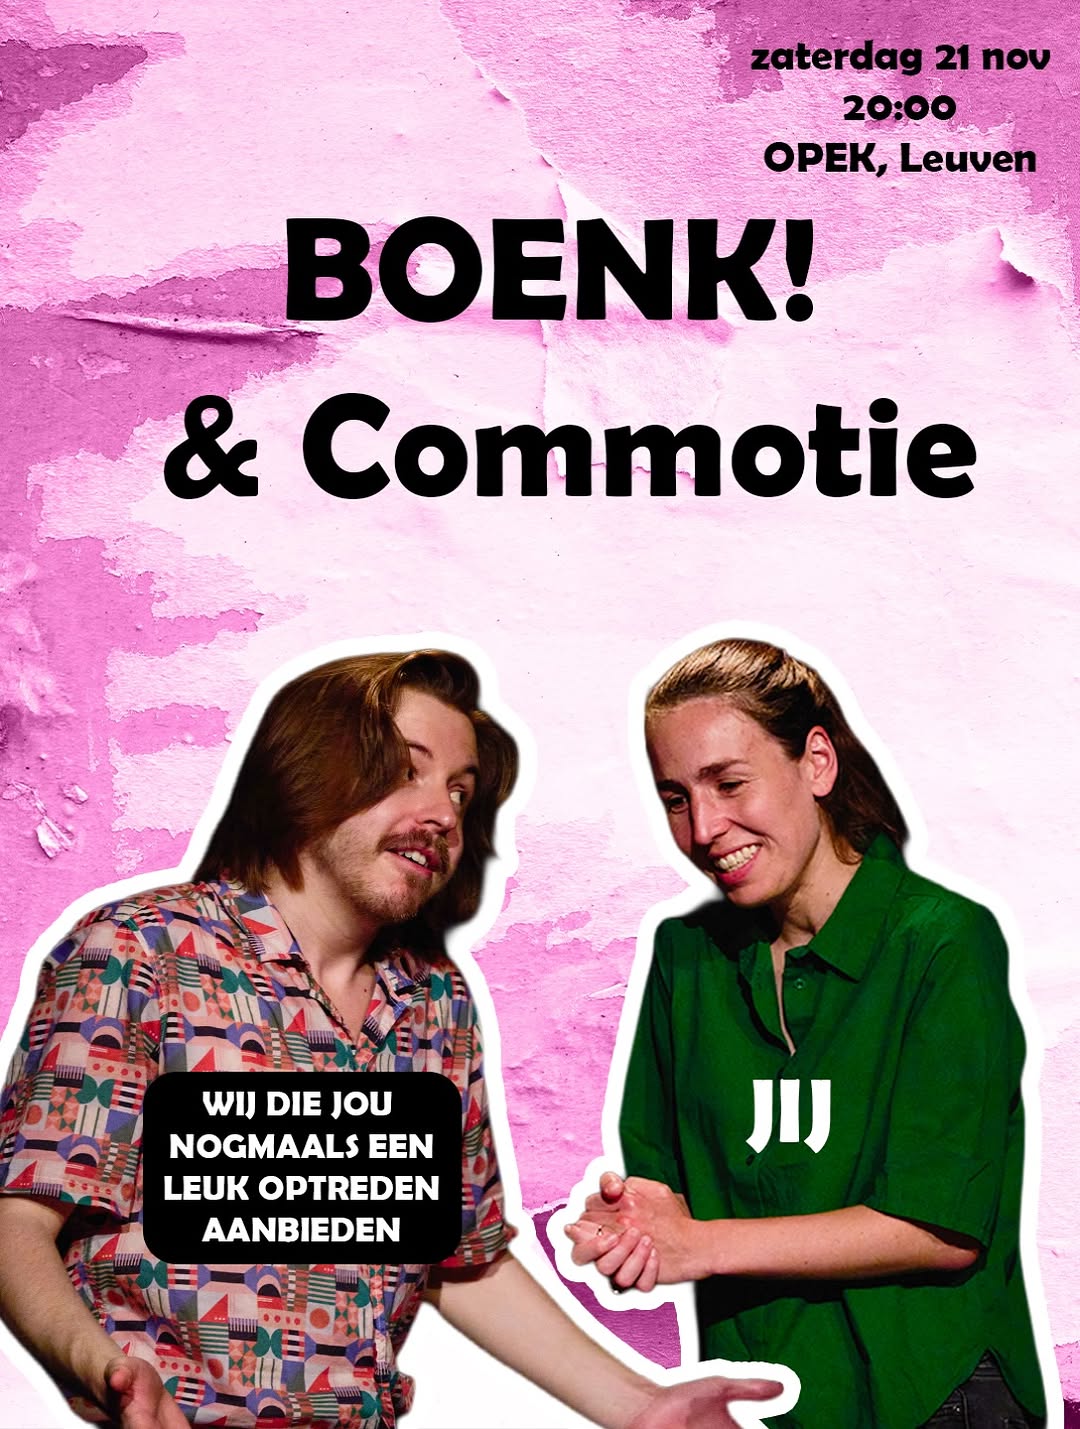 zaterdag 21 nov
20:00
OPEK, Leuven
BOENK!
& Commotie
WIJ DIE JOU
NOGMAALS EEN
LEUK OPTREDEN
AANBIEDEN
JIJ